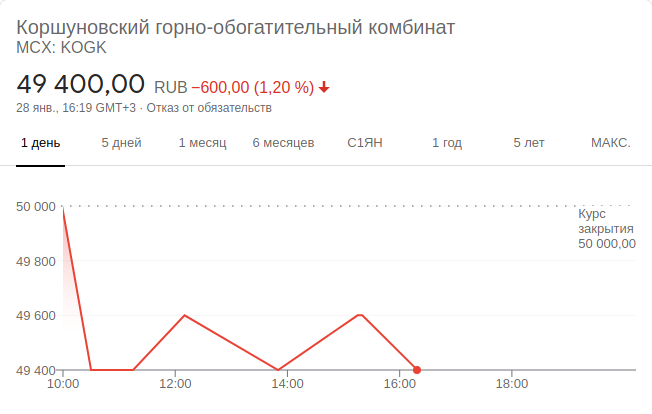 Коршуновский горно-обогатительный комбинат
MCX: KOGK
49 400,00 RUB −600,00 (1,20 %)
28 янв., 16:19 GMT+3 · Отказ от обязательств
1 день 5 дней 1 месяц 6 месяцев С1ЯН 1 год 5 лет МАКС.
50 000
Курс
закрытия
50 000,00
49 800
49 600
49 400
10:00 12:00 14:00 16:00 18:00